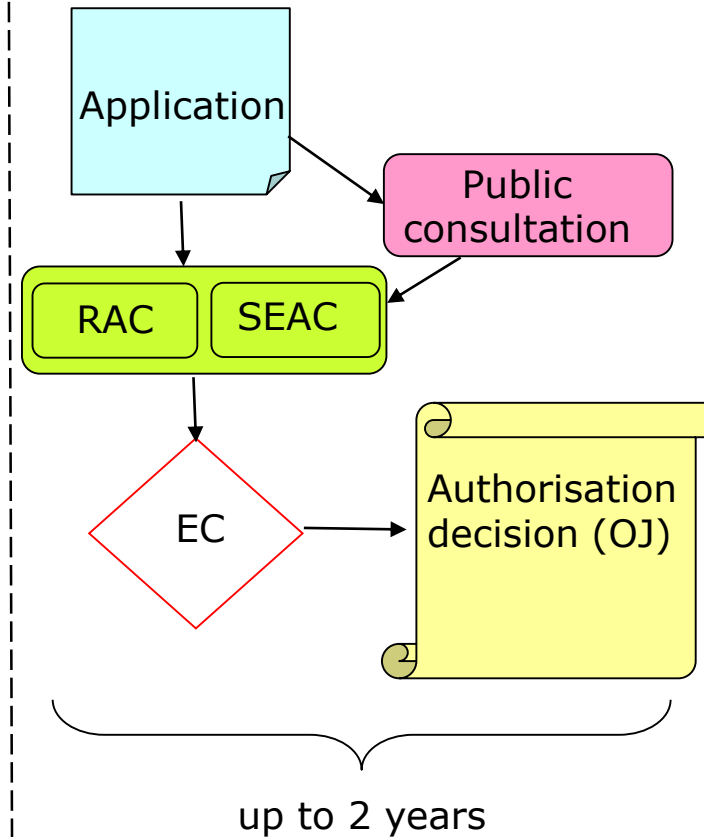 Application
Public
consultation
RAC
SEAC
EC
Authorisation
decision (OJ)
up to 2 years